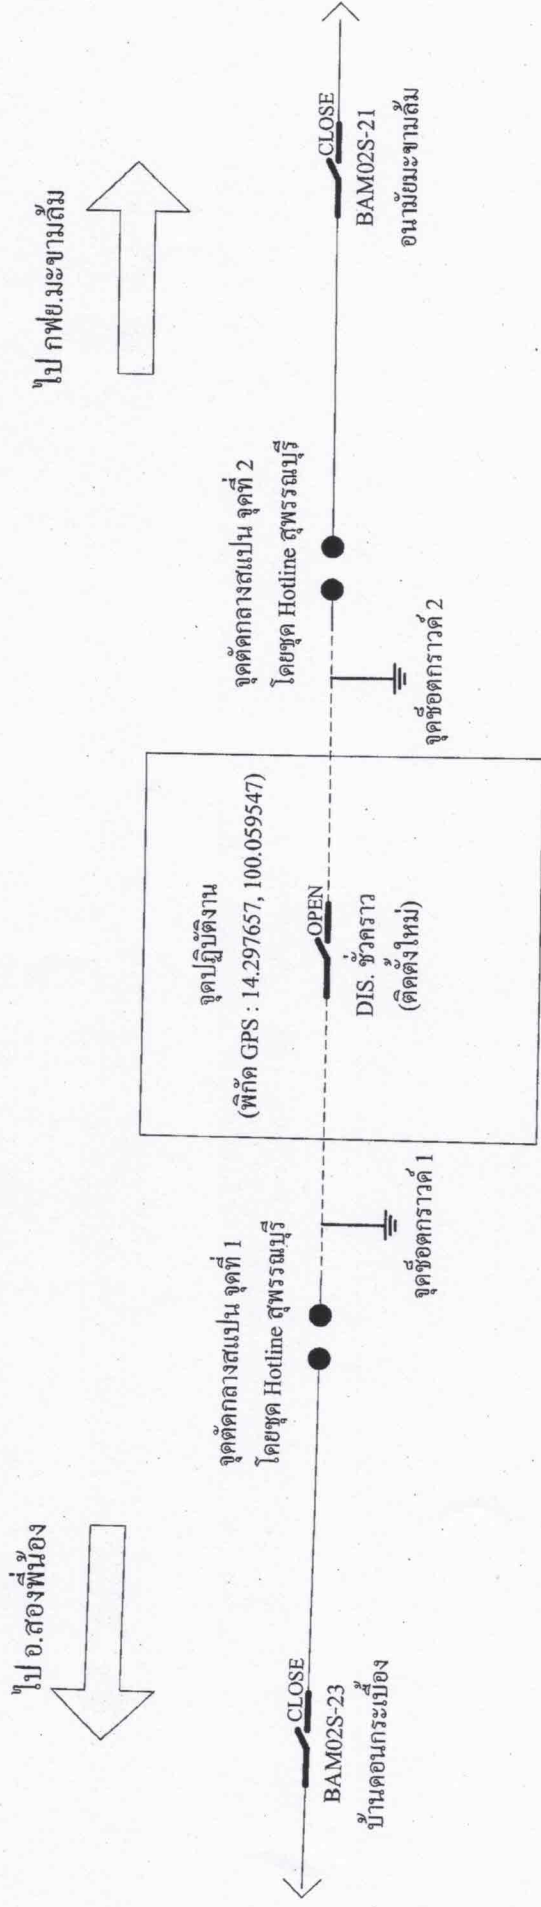 ไป อ.สองพี่น้อง
ไป กฟย.มะขามล้ม
จุดปฏิบัติงาน
(พิกัด GPS : 14.297657, 100.059547)
จุดตัดกลางสแปน จุดที่ 1
โดยชุด Hotline สุพรรณบุรี
จุดตัดกลางสแปน จุดที่ 2
โดยชุด Hotline สุพรรณบุรี
CLOSE
BAM02S-23
บ้านดอนกระเบื้อง
จุดช็อตกราวด์ 1
OPEN
DIS. ชั่วคราว
(ติดตั้งใหม่)
จุดช็อตกราวด์ 2
CLOSE
BAM02S-21
อนามัยมะขามล้ม